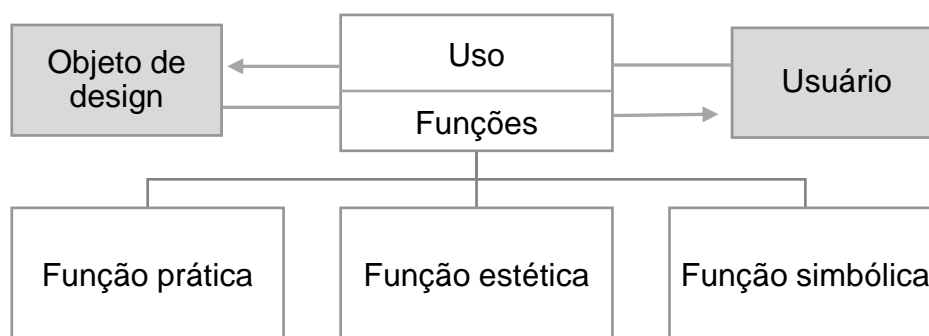 Objeto de
design
Uso
Usuário
Funções
Função prática
Função estética
Função simbólica